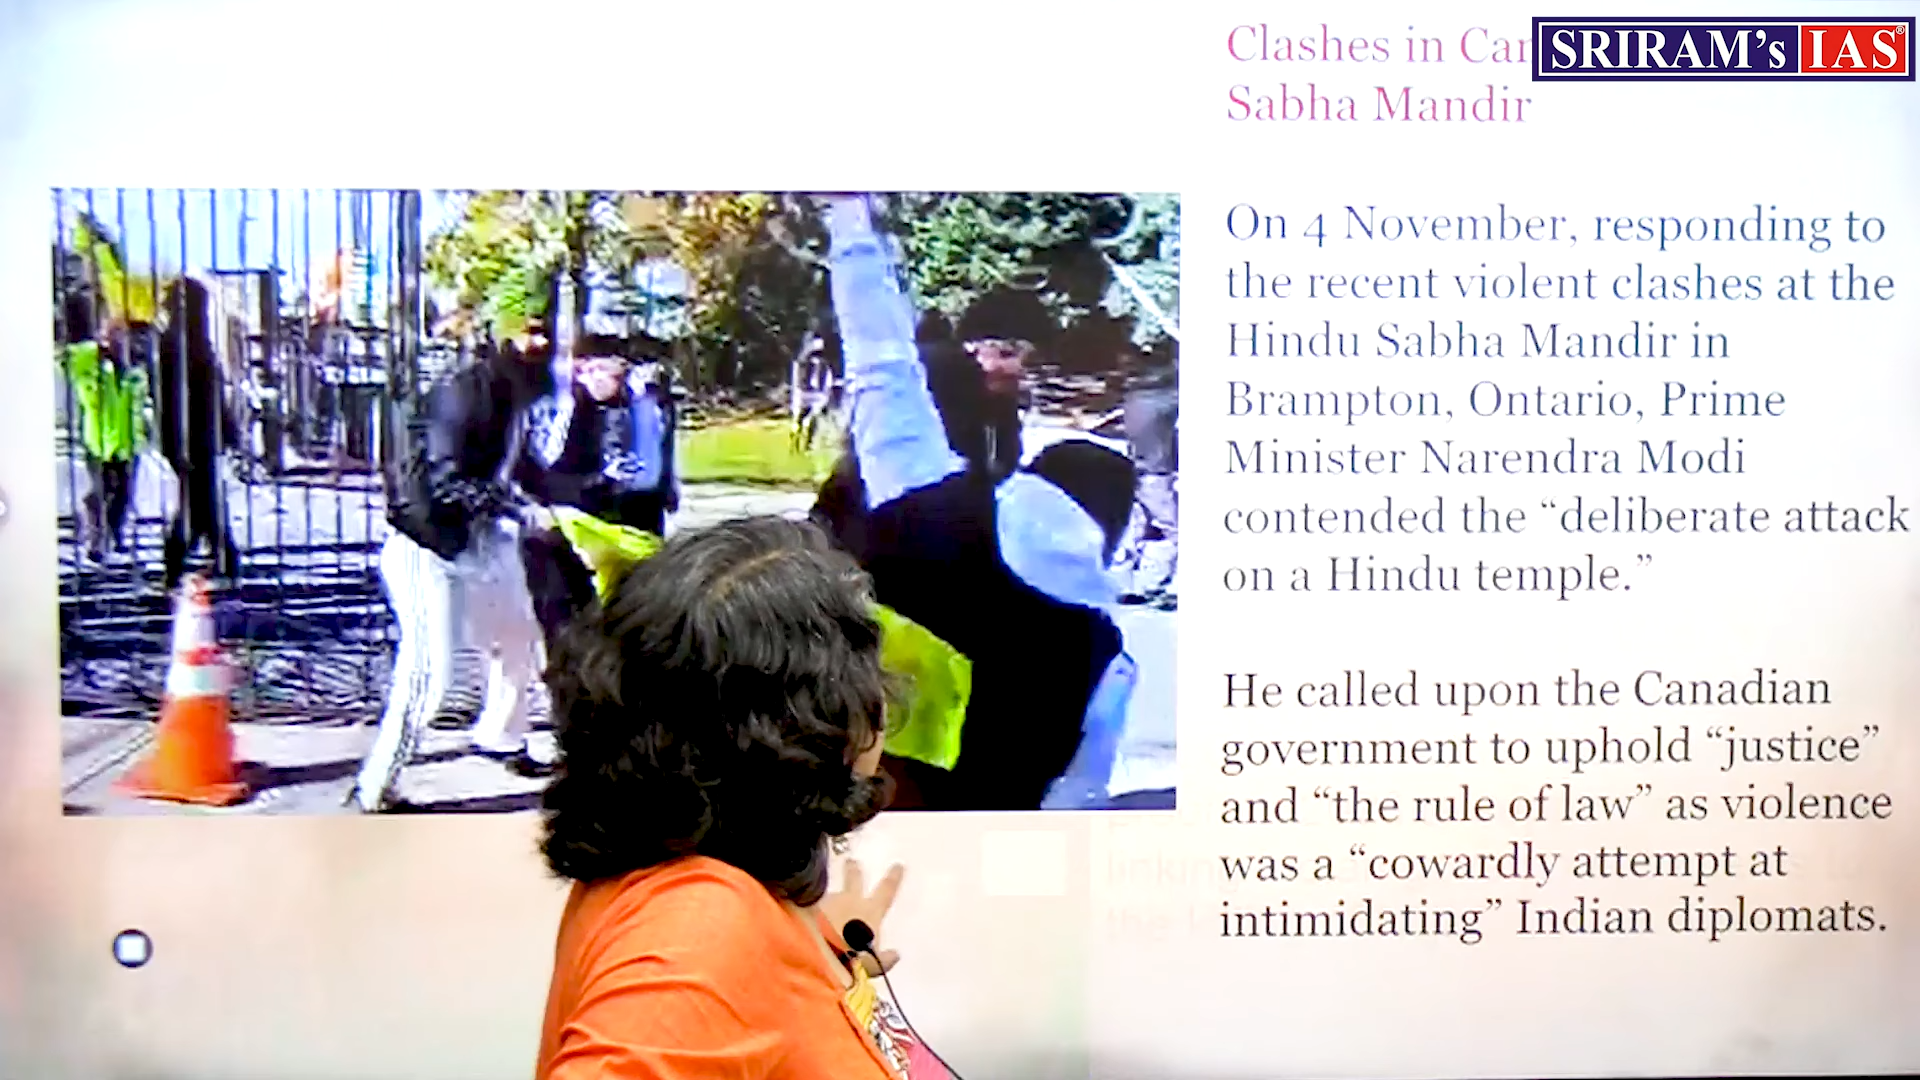 Clashes in Can
Sabha Mandir
SRIRAM's IAS®
On 4 November, responding to
the recent violent clashes at the
Hindu Sabha Mandir in
Brampton, Ontario, Prime
Minister Narendra Modi
contended the “deliberate attack
on a Hindu temple.”
He called upon the Canadian
government to uphold “justice”
and “the rule of law” as violence
was a “cowardly attempt at
intimidating” Indian diplomats.